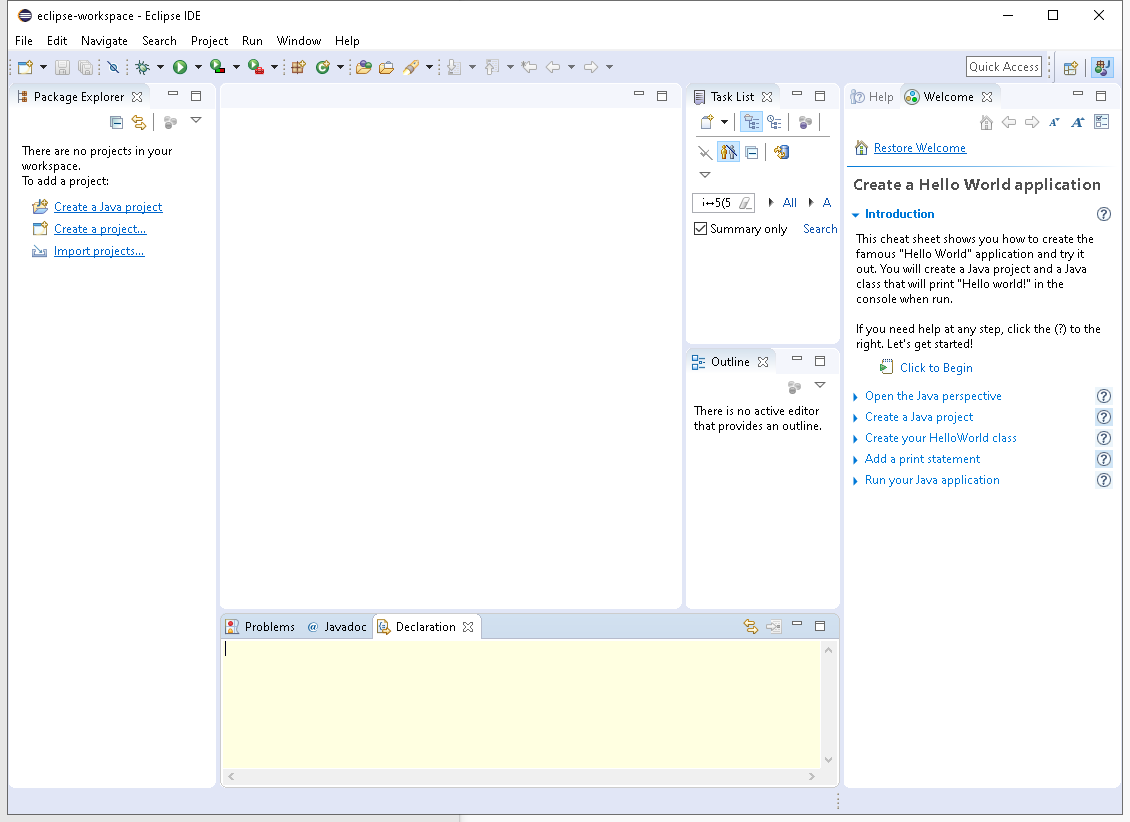 eclipse-workspace - Eclipse IDE
File Edit Navigate Search Project Run Window Help
Quick Access
Package Explorer
There are no projects in your
workspace.
To add a project:
Create a Java project
Create a project...
Import projects...
Task List
i↔5(5
All
A
Summary only
Search
Outline
There is no active editor
that provides an outline.
Help
Welcome
Restore Welcome
Create a Hello World application
Introduction
This cheat sheet shows you how to create the
famous "Hello World" application and try it
out. You will create a Java project and a Java
class that will print "Hello world!" in the
console when run.
If you need help at any step, click the (?) to the
right. Let's get started!
Click to Begin
Open the Java perspective
Create a Java project
Create your HelloWorld class
Add a print statement
Run your Java application
Problems @ Javadoc Declaration